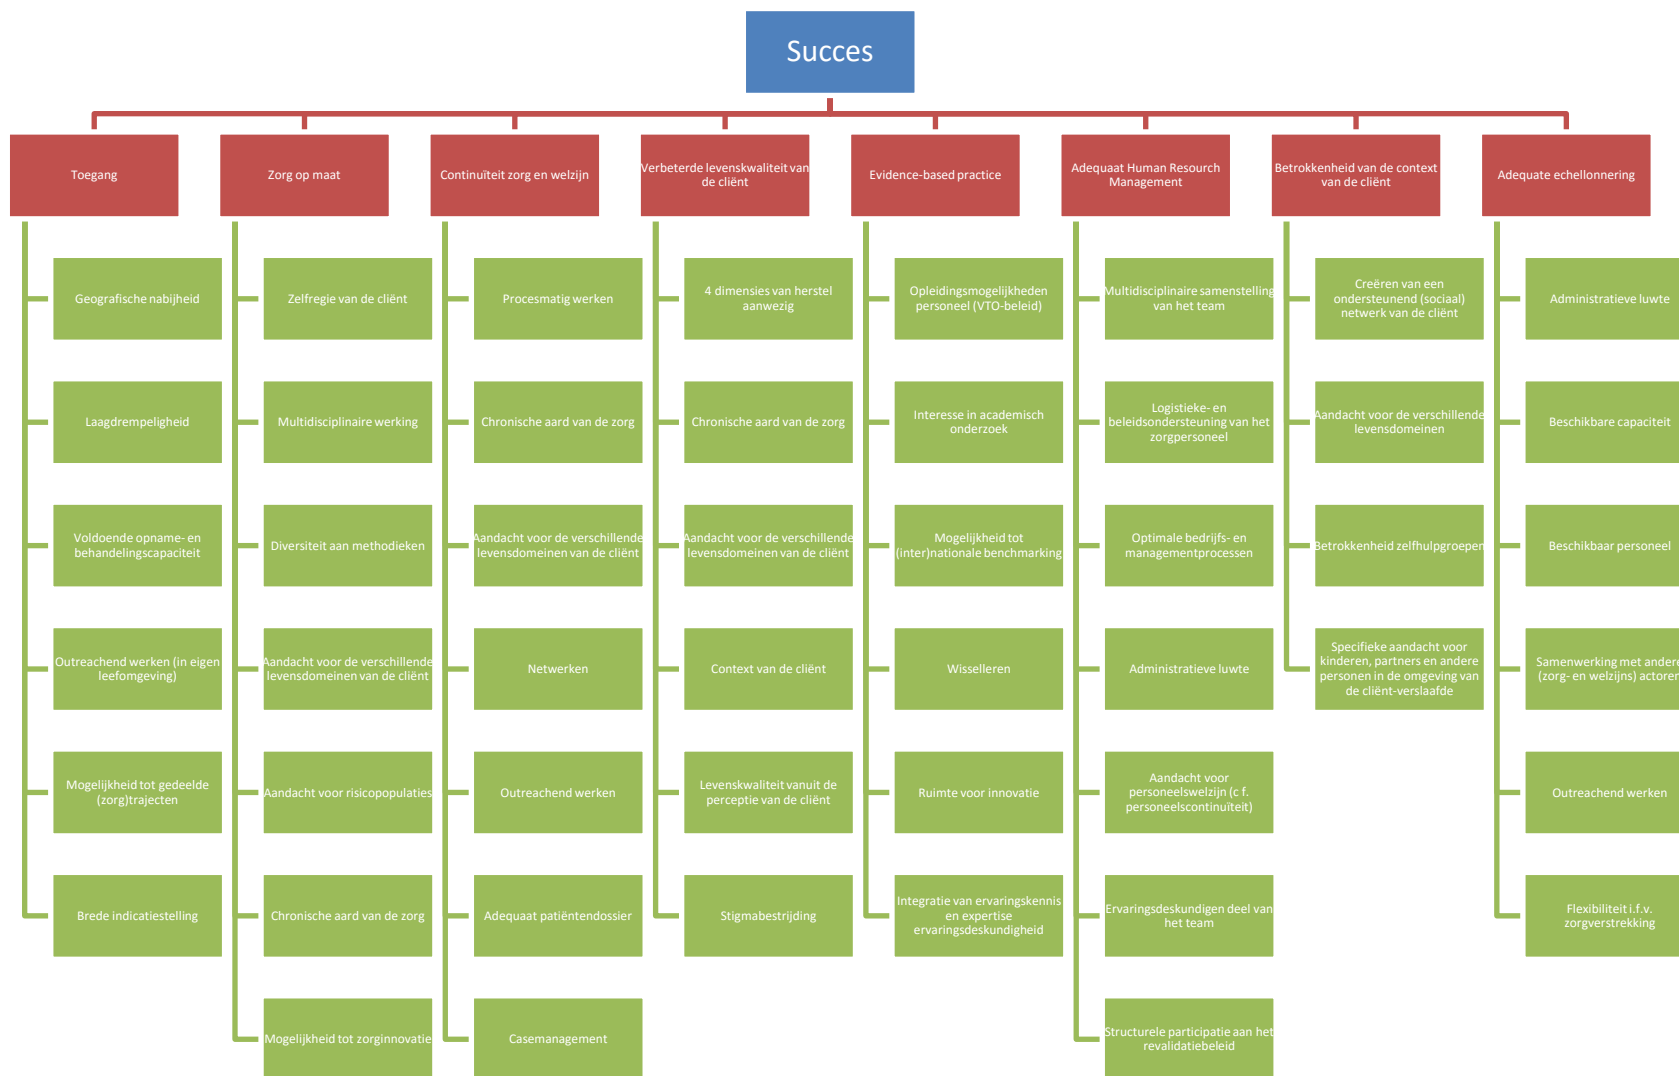 Succes
Toegang
Geografische nabijheid
Laagdrempeligheid
Voldoende opname- en
behandelingscapaciteit
Outreachend werken (in eigen
leefomgeving)
Mogelijkheid tot gedeelde
(zorg)trajecten
Brede indicatiestelling
Zorg op maat
Zelfregie van de cliënt
Multidisciplinaire werking
Diversiteit aan methodieken
Aandacht voor de verschillende
levensdomeinen van de cliënt
Aandacht voor risicopopulaties
Chronische aard van de zorg
Mogelijkheid tot zorginnovatie
Continuïteit zorg en welzijn
Procesmatig werken
Chronische aard van de zorg
Aandacht voor de verschillende
levensdomeinen van de cliënt
Netwerken
Outreachend werken
Adequaat patiëntendossier
Casemanagement
Verbeterde levenskwaliteit van
de cliënt
4 dimensies van herstel
aanwezig
Chronische aard van de zorg
Aandacht voor de verschillende
levensdomeinen van de cliënt
Context van de cliënt
Levenskwaliteit vanuit de
perceptie van de cliënt
Stigmabestrijding
Evidence-based practice
Opleidingsmogelijkheden
personeel (VTO-beleid)
Interesse in academisch
onderzoek
Mogelijkheid tot
(inter)nationale benchmarking
Wisselleren
Ruimte voor innovatie
Integratie van ervaringskennis
en expertise
ervaringsdeskundigheid
Adequaat Human Resourch
Management
Multidisciplinaire samenstelling
van het team
Logistieke- en
beleidsondersteuning van het
zorgpersoneel
Optimale bedrijfs- en
managementprocessen
Administratieve luwte
Aandacht voor
personeelswelzijn (c f.
personeelscontinuïteit)
Ervaringsdeskundigen deel van
het team
Structurele participatie aan het
revalidatiebeleid
Betrokkenheid van de context
van de cliënt
Creëren van een
ondersteunend (sociaal)
netwerk van de cliënt
Aandacht voor de verschillende
levensdomeinen
Betrokkenheid zelfhulpgroepen
Specifieke aandacht voor
kinderen, partners en andere
personen in de omgeving van
de cliënt-verslaafde
Adequate echellonnering
Administratieve luwte
Beschikbare capaciteit
Beschikbaar personeel
Samenwerking met andere
(zorg- en welzijns) actoren
Outreachend werken
Flexibiliteit i.f.v.
zorgverstrekking